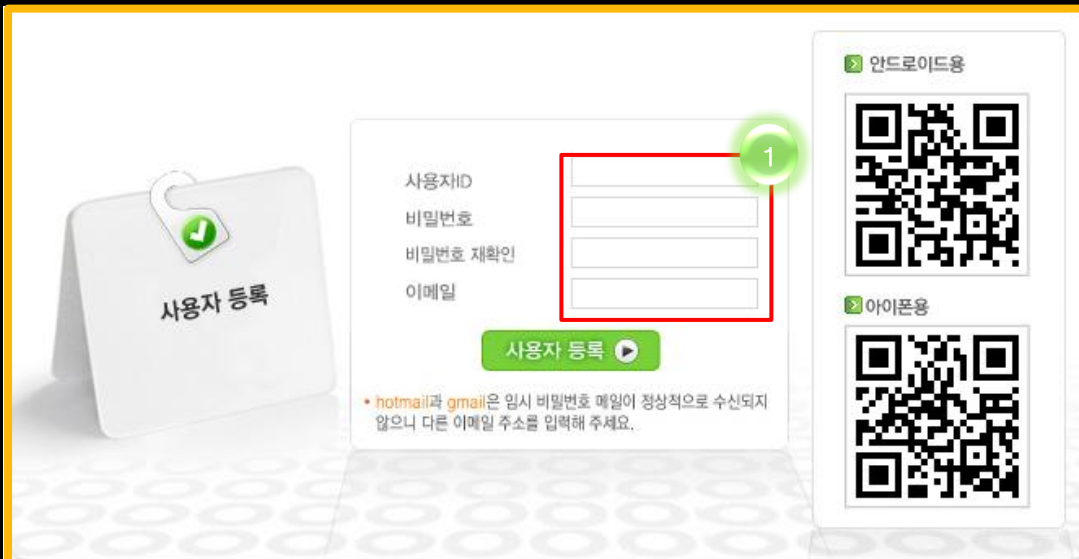 안드로이드용
1
사용자ID
비밀번호
비밀번호 재확인
이메일
사용자 등록
사용자 등록
• hotmail과 gmail은 임시 비밀번호 메일이 정상적으로 수신되지
않으니 다른 이메일 주소를 입력해 주세요.
아이폰용